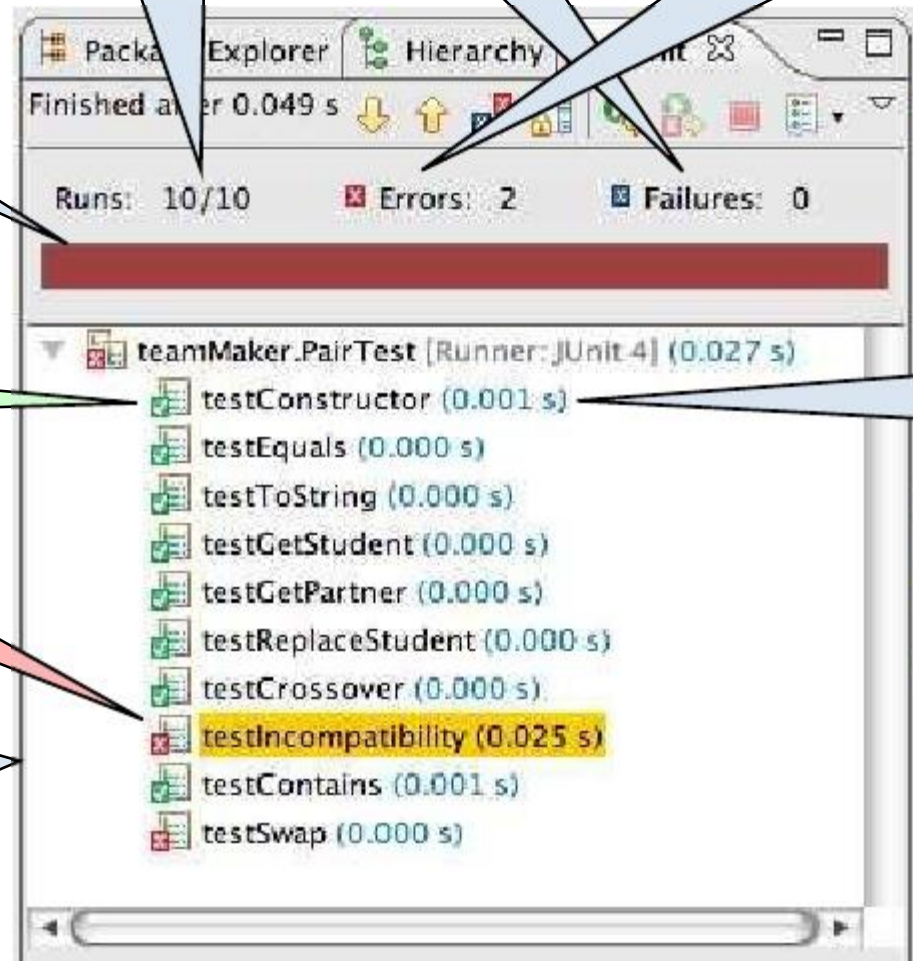 Packa Explorer Hierarchy nit
Finished a er 0.049 s
Runs: 10/10 Errors: 2 Failures: 0
teamMaker.PairTest [Runner: JUnit 4] (0.027 s)
testConstructor (0.001 s)
testEquals (0.000 s)
testToString (0.000 s)
testGetStudent (0.000 s)
testGetPartner (0.000 s)
testReplaceStudent (0.000 s)
testCrossover (0.000 s)
testIncompatibility (0.025 s)
testContains (0.001 s)
testSwap (0.000 s)